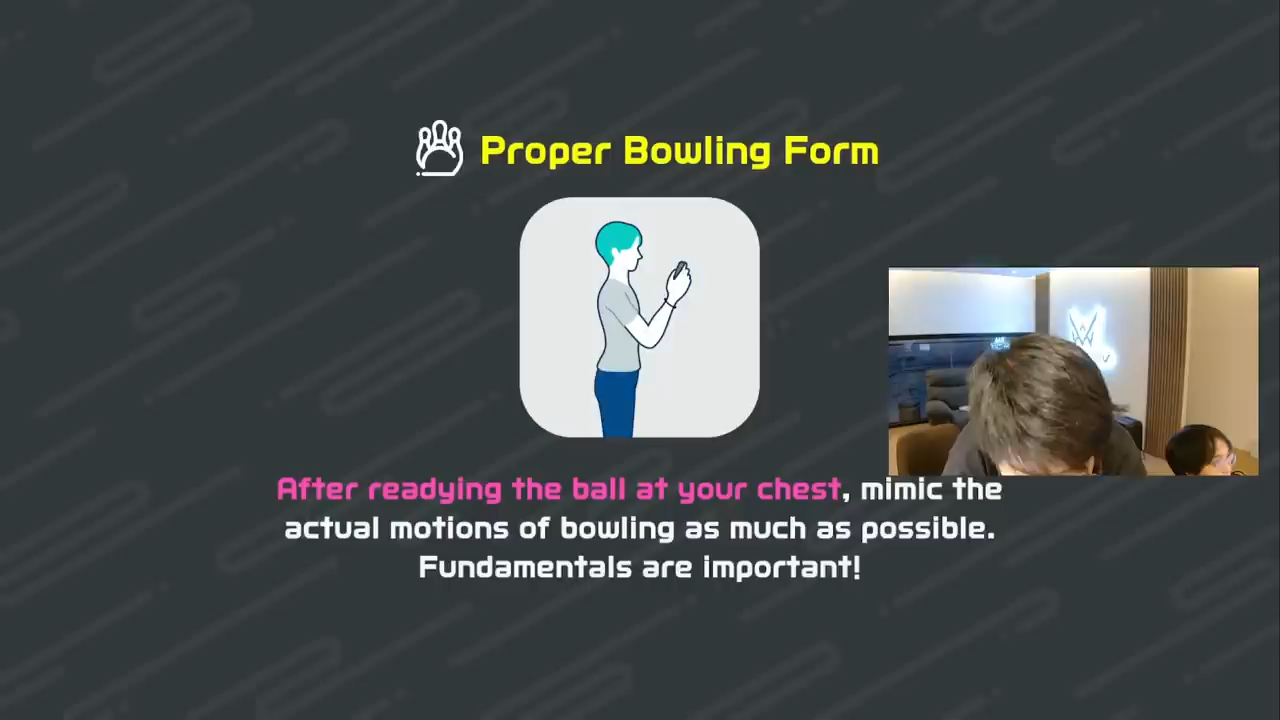 Proper Bowling Form
After readying the ball at your chest, mimic the
actual motions of bowling as much as possible.
Fundamentals are important!